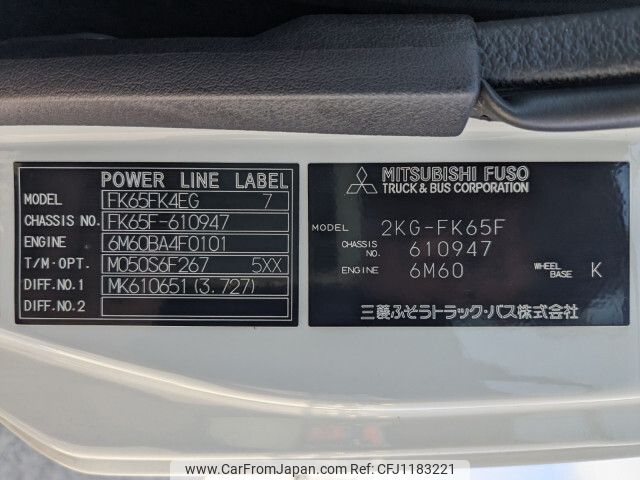 POWER LINE LABEL
MODEL FK65FK4EG 7
CHASSIS NO. FK65F-610947
ENGINE 6M60BA4F0101
T/M·OPT. M050S6F267 5XX
DIFF.NO.1 MK610651 (3.727)
DIFF.NO.2
MITSUBISHI FUSO
TRUCK & BUS CORPORATION
MODEL 2KG-FK65F
CHASSIS NO. 610947
ENGINE 6M60 WHEEL BASE K
三菱ふそうトラック・バス株式会社
www.CarFromJapan.com - REF NO:CFJ1183221